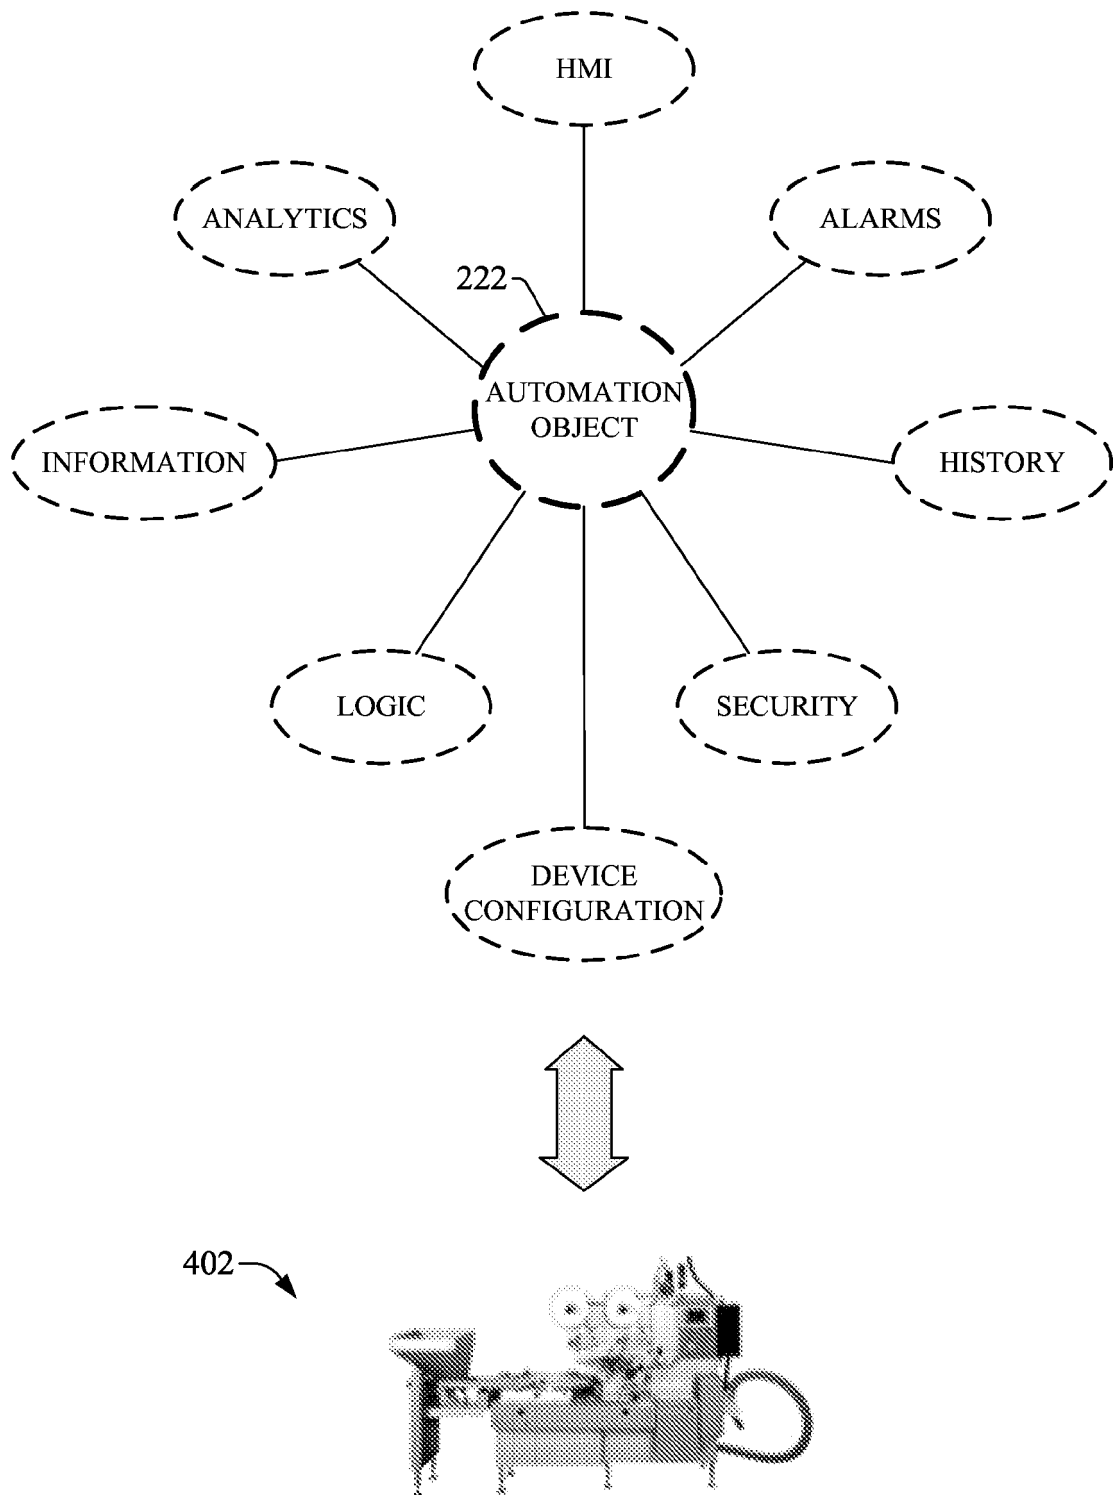 HMI
ANALYTICS
ALARMS
222
AUTOMATION
OBJECT
INFORMATION
HISTORY
LOGIC
SECURITY
DEVICE
CONFIGURATION
402